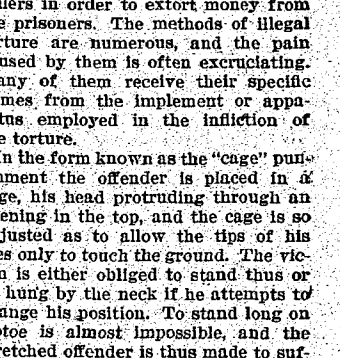 lers in order to extort money from
e prisoners. The methods of illegal
rture are numerous, and the pain
used by them is often excruciating.
any of them receive their specific
mes from the implement or appa-
tus employed in the infliction of
e torture.
In the form known as the "cage" pun-
hment the offender is placed in a
ge, his head protruding through an
ening in the top, and the cage is so
justed as to allow the tips of his
es only to touch the ground. The vic-
n is either obliged to stand thus or
hung by the neck if he attempts to
ange his position. To stand long on
ptoe is almost impossible, and the
retched offender is thus made to suf-